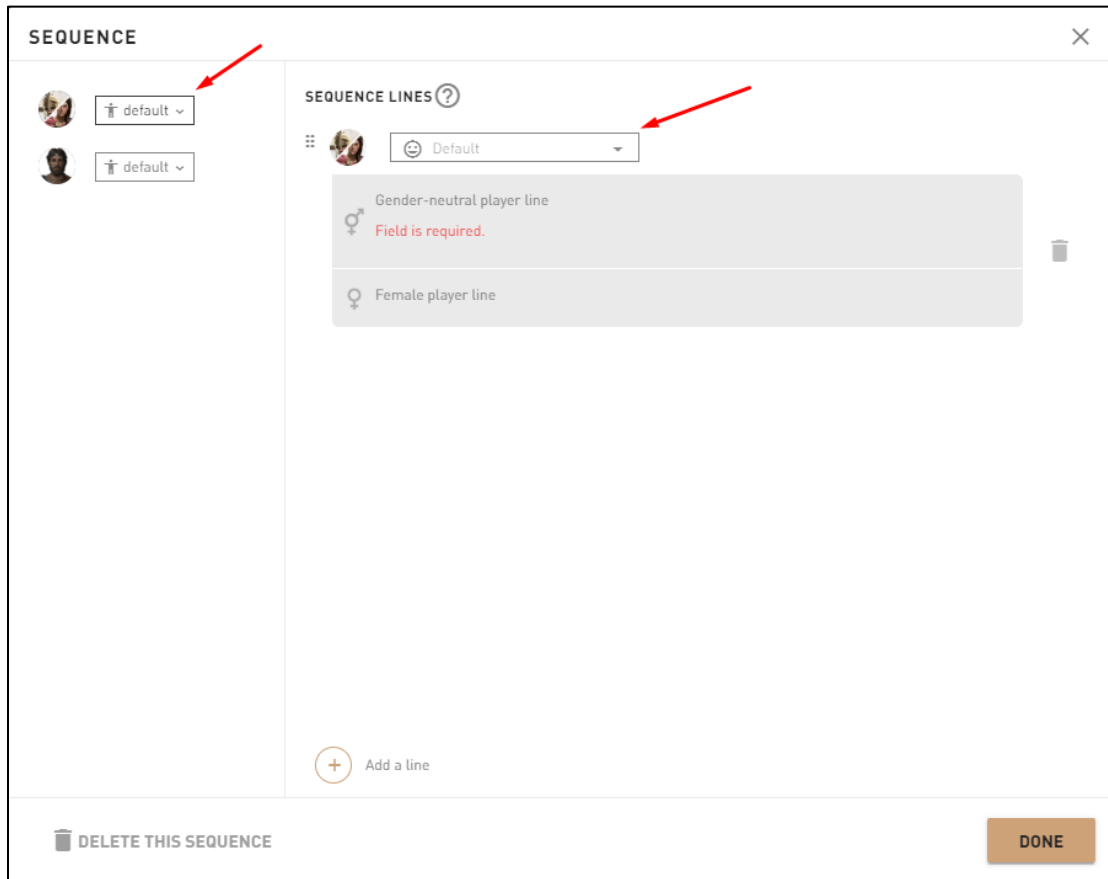 SEQUENCE
default
default
SEQUENCE LINES ?
Default
Gender-neutral player line
Field is required.
Female player line
Add a line
DELETE THIS SEQUENCE
DONE